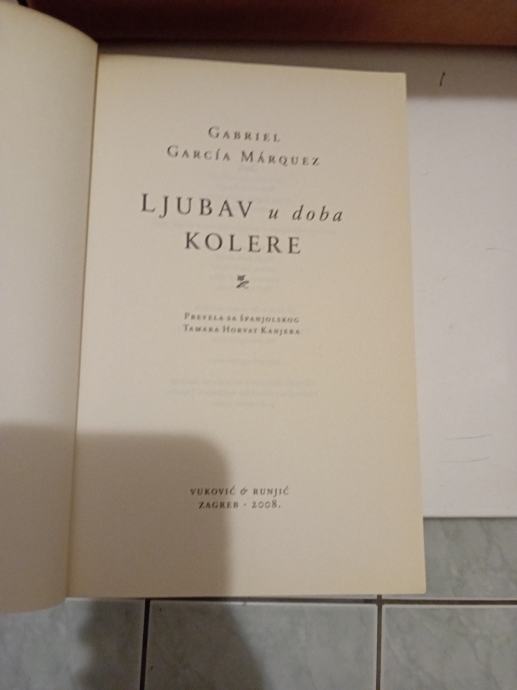 GABRIEL
GARCÍA MÁRQUEZ
LJUBAV u doba
KOLERE
PREVELA SA ŠPANJOLSKOG
TAMARA HORVAT KANJERA
VUKOVIĆ & RUNJIĆ
ZAGREB · 2008.